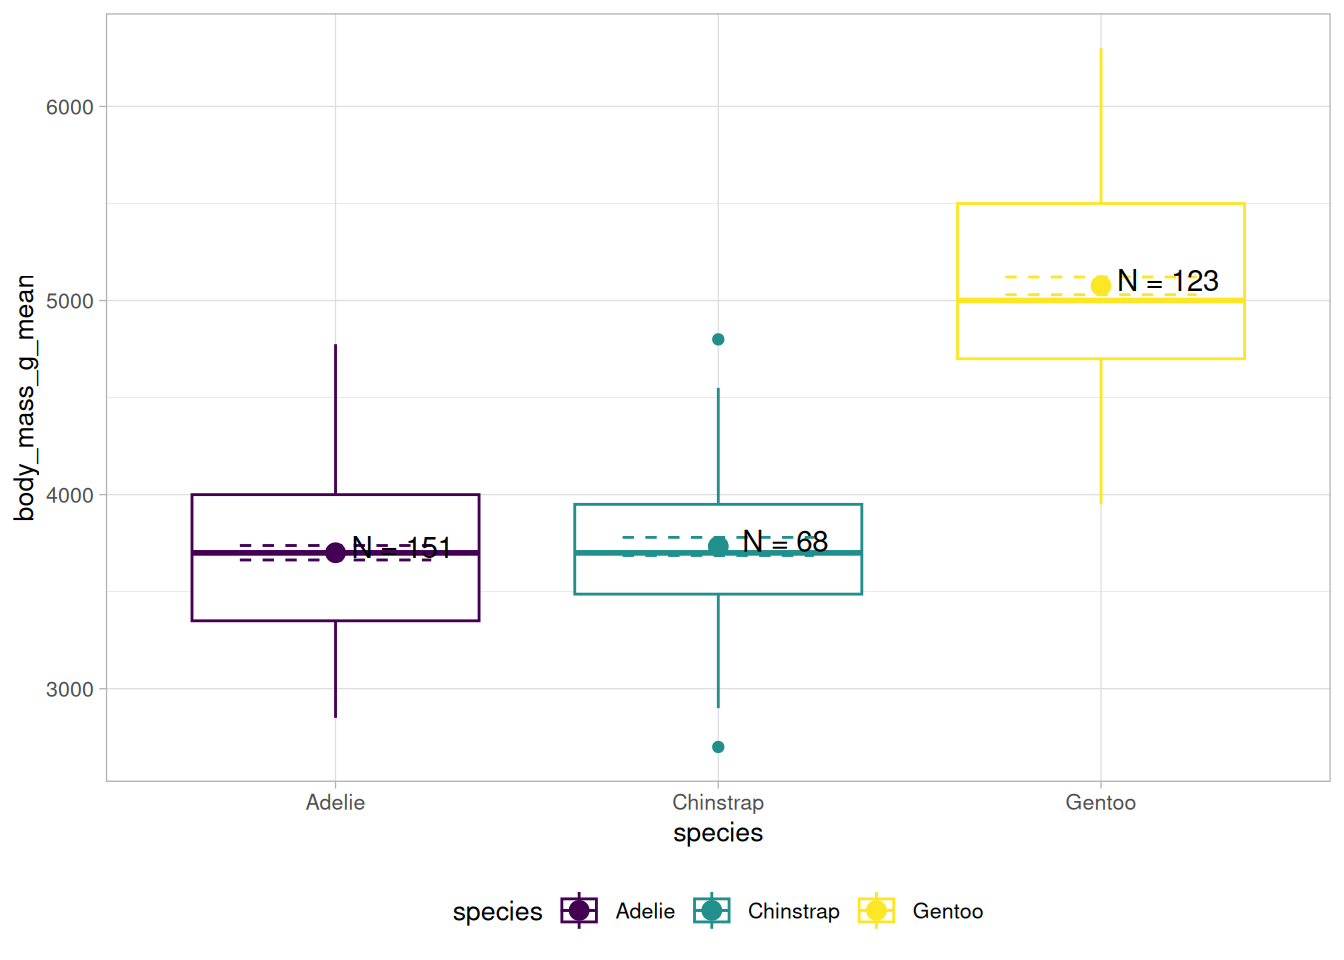 body_mass_g_mean
6000
5000
4000
3000
N = 151
N = 68
N = 123
Adelie
Chinstrap
Gentoo
species
species Adelie Chinstrap Gentoo